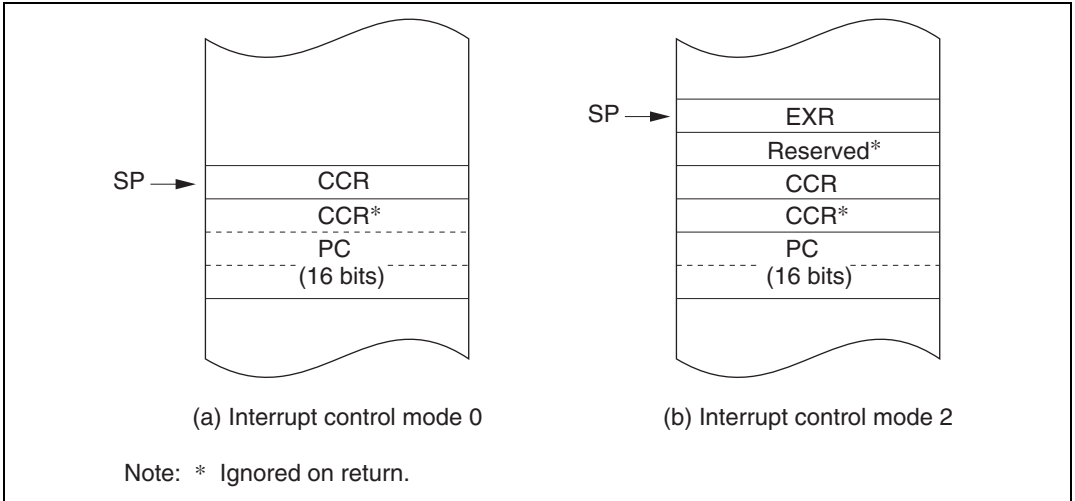 SP
CCR
CCR*
PC
(16 bits)
(a) Interrupt control mode 0
SP
EXR
Reserved*
CCR
CCR*
PC
(16 bits)
(b) Interrupt control mode 2
Note: * Ignored on return.